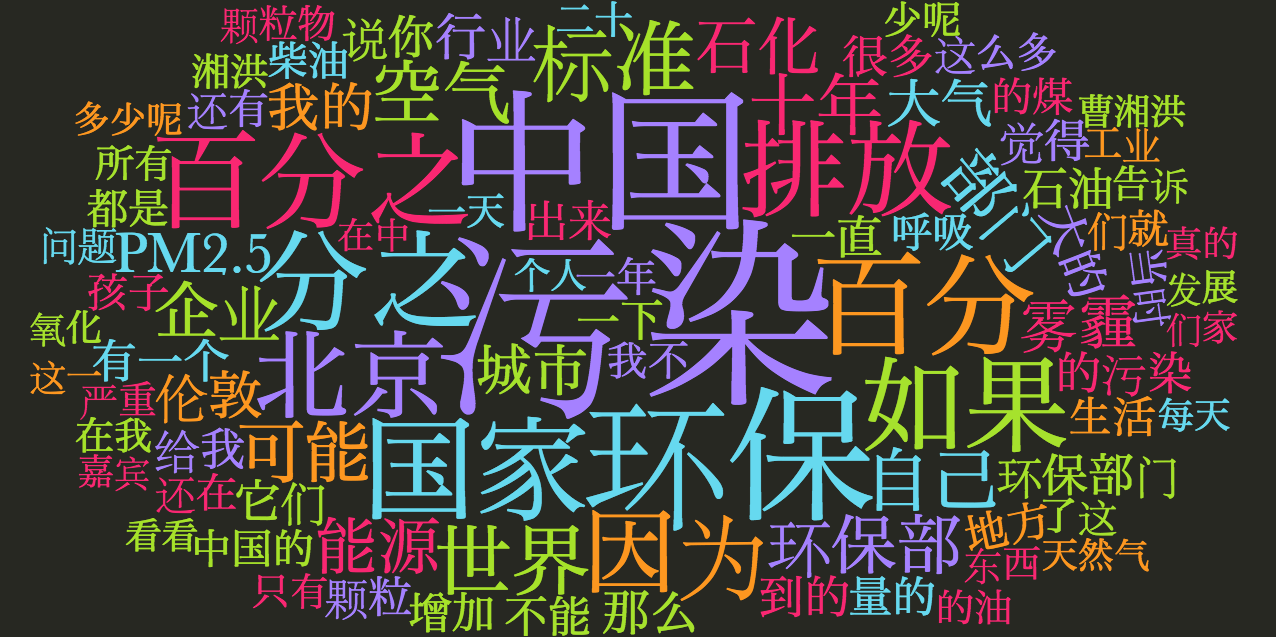 颗粒物
说你
行业
二十
标准
石化
很多
少呢
这么多
湘洪
柴油
空气
多少呢
还有
我的
中国
十年
大气
的煤
曹湘洪
所有
百分之
排放
部门
觉得
工业
都是
一天
出来
石油
告诉
问题
PM2.5
分之
在中
污染
一直
呼吸
大的
们就
当时
真的
孩子
企业
个人
一年
百分
发展
氧化
一下
雾霾
们家
有一个
北京
城市
我不
如果
的污染
这一
严重
伦敦
生活
每天
在我
给我
可能
国家
环保
自己
环保部门
嘉宾
还在
它们
看看
中国的
能源
世界
因为
环保部
地方
了这
东西
天然气
只有
颗粒
增加
不能
那么
到的
量的
的油